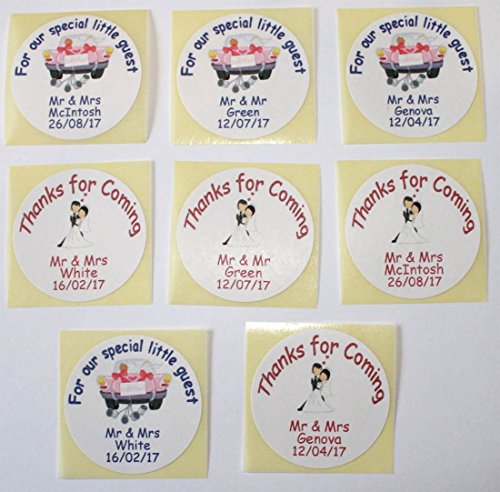 For our special little guest
Mr & Mrs
McIntosh
26/08/17
For our special little guest
Mr & Mr
Green
12/07/17
For our special little guest
Mr & Mrs
Genova
12/04/17
Thanks for Coming
Mr & Mrs
White
16/02/17
Thanks for Coming
Mr & Mr
Green
12/07/17
Thanks for Coming
Mr & Mrs
McIntosh
26/08/17
For our special little guest
Mr & Mrs
White
16/02/17
Thanks for Coming
Mr & Mrs
Genova
12/04/17